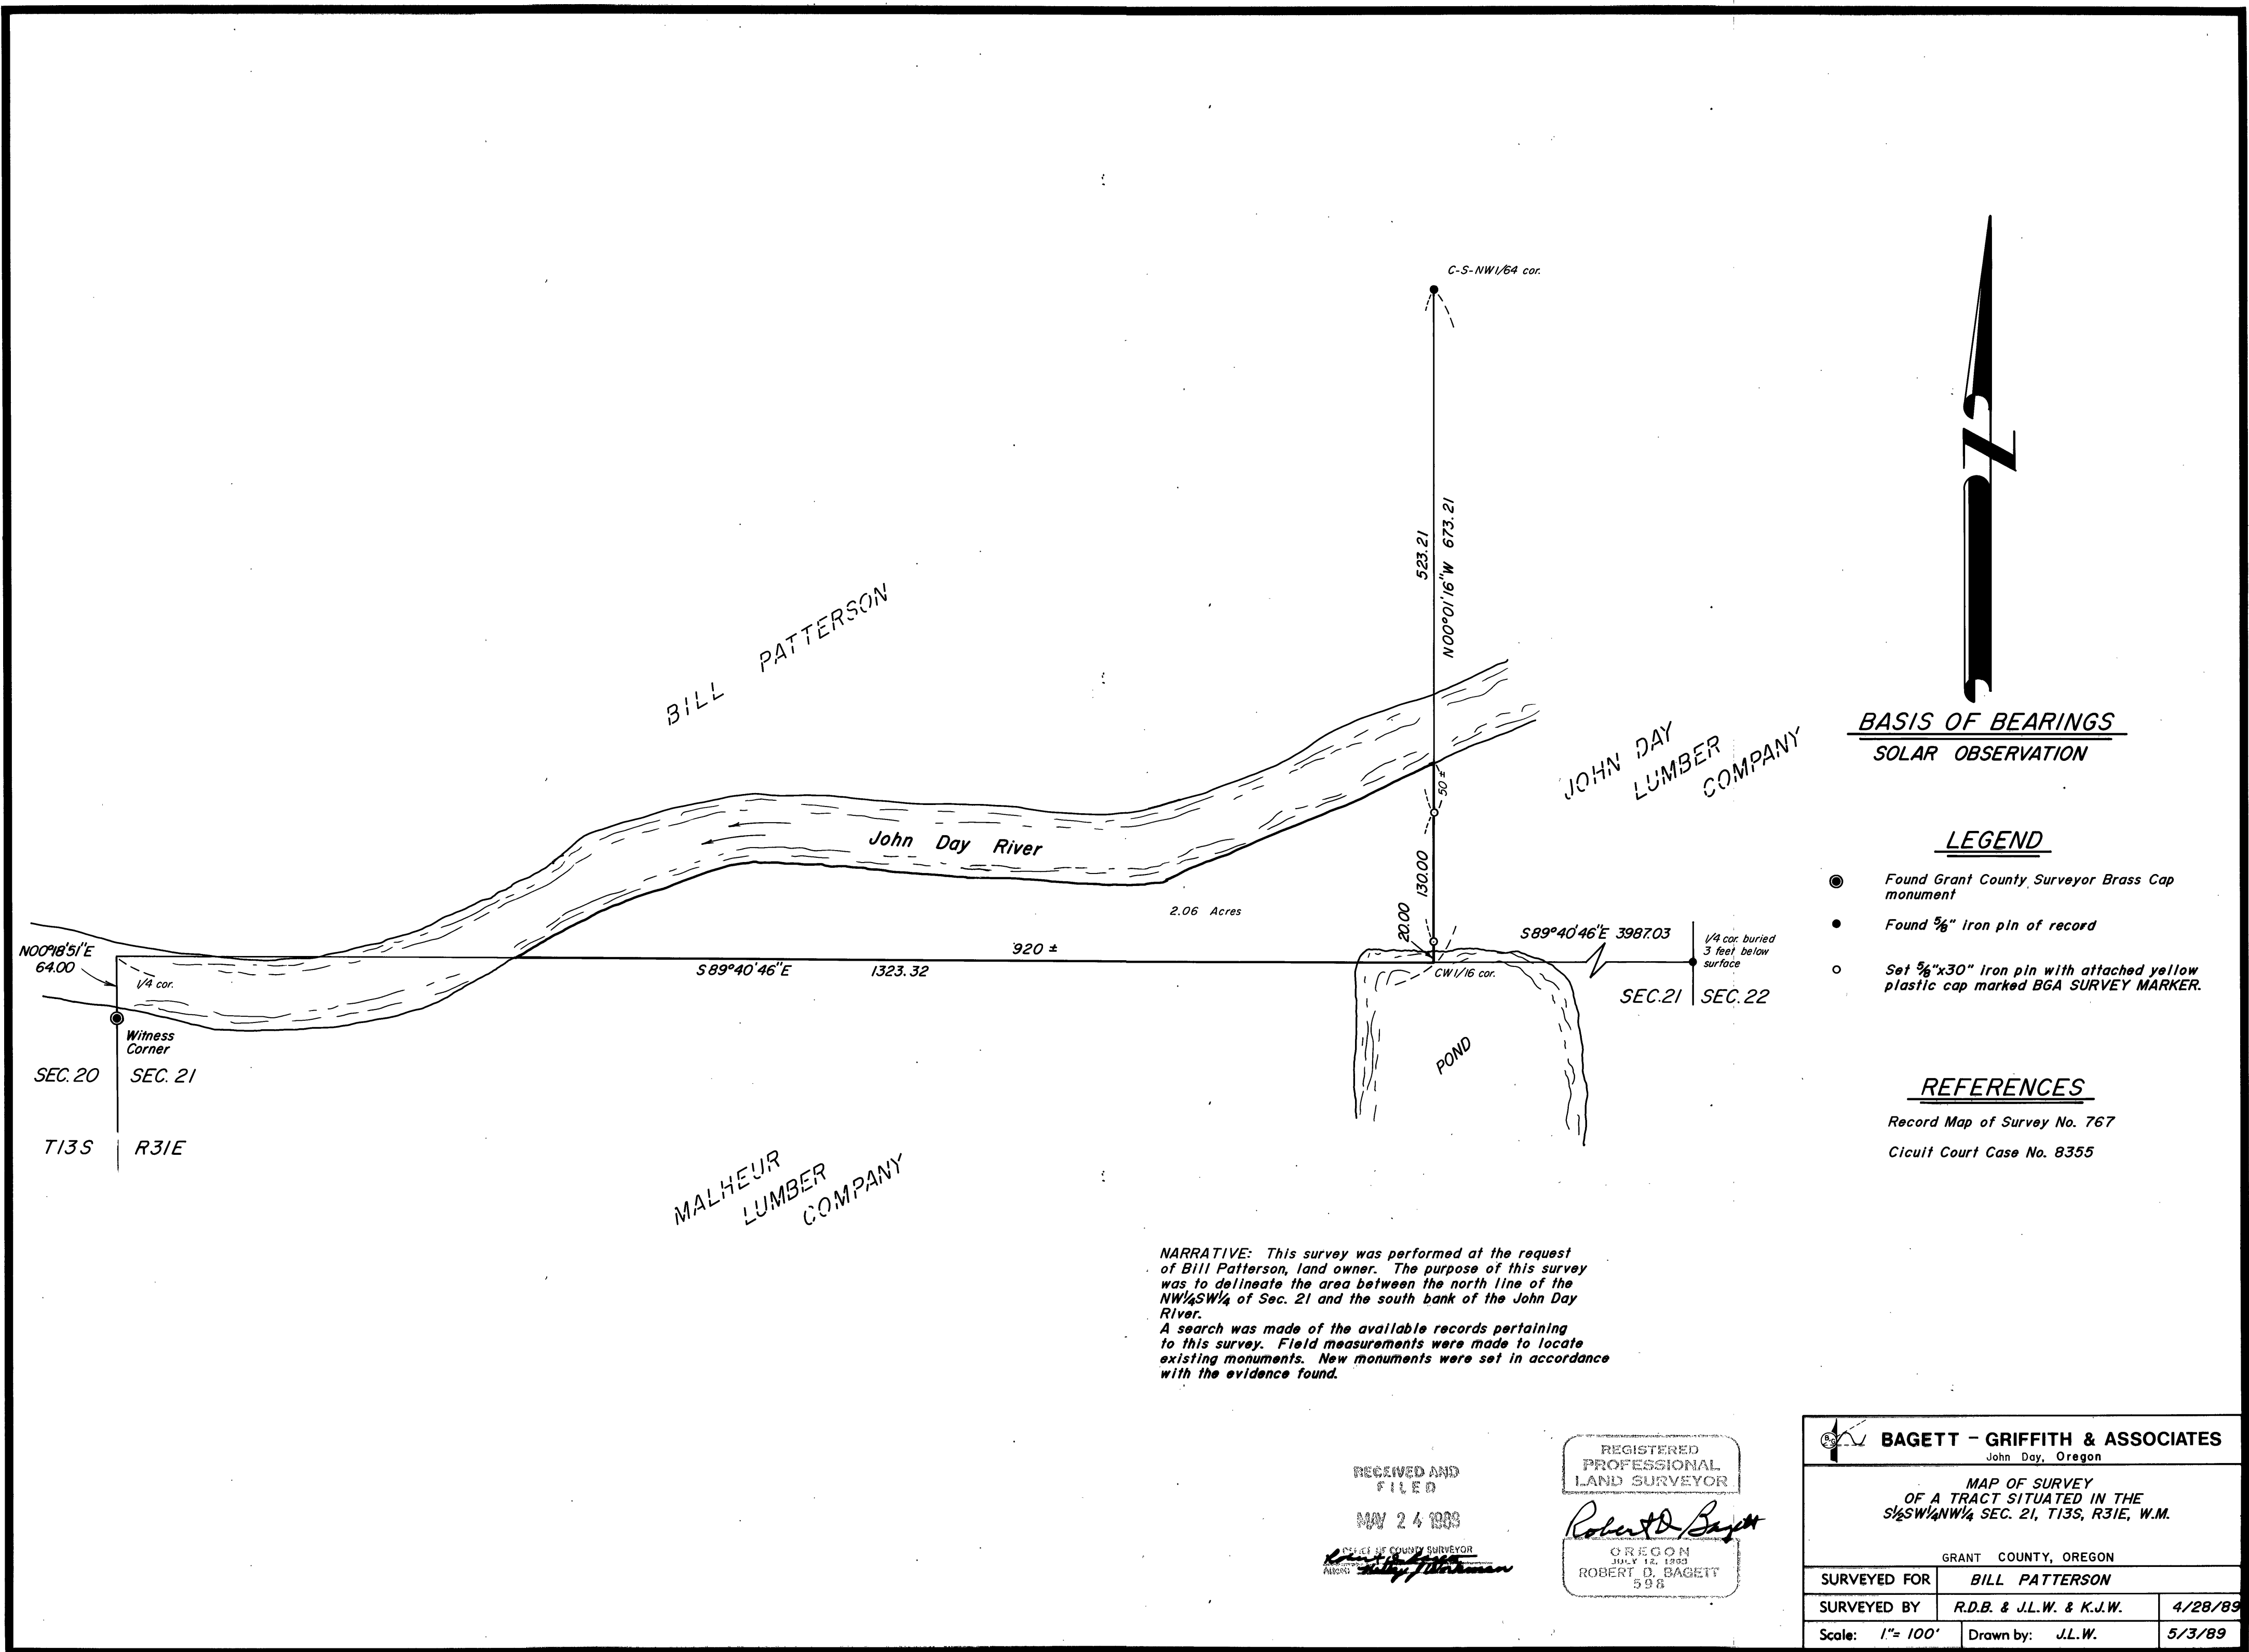 C-S-NW1/64 cor.
523.21
N00°01'16"W 673.21
BILL PATTERSON
JOHN DAY
LUMBER
COMPANY
BASIS OF BEARINGS
SOLAR OBSERVATION
50 ±
John Day River
130.00
20.00
2.06 Acres
LEGEND
Found Grant County Surveyor Brass Cap
monument
Found 5/8" iron pin of record
Set 5/8"x30" iron pin with attached yellow
plastic cap marked BGA SURVEY MARKER.
N00°18'51"E
64.00
1/4 cor.
920 ±
S89°40'46"E 1323.32
S89°40'46"E 3987.03
CW1/16 cor.
1/4 cor. buried
3 feet below
surface
SEC.21 SEC.22
Witness
Corner
SEC.20 SEC. 21
T13S R31E
POND
REFERENCES
Record Map of Survey No. 767
Cicuit Court Case No. 8355
MALHEUR
LUMBER
COMPANY
NARRATIVE: This survey was performed at the request
of Bill Patterson, land owner. The purpose of this survey
was to delineate the area between the north line of the
NW1/4SW1/4 of Sec. 21 and the south bank of the John Day
River.
A search was made of the available records pertaining
to this survey. Field measurements were made to locate
existing monuments. New monuments were set in accordance
with the evidence found.
RECEIVED AND
FILED
MAY 24 1989
OFFICE OF COUNTY SURVEYOR
REGISTERED
PROFESSIONAL
LAND SURVEYOR
Robert D Bagett
OREGON
JULY 12, 1963
ROBERT D. BAGETT
598
BAGETT - GRIFFITH & ASSOCIATES
John Day, Oregon
MAP OF SURVEY
OF A TRACT SITUATED IN THE
S1/2SW1/4NW1/4 SEC. 21, T13S, R31E, W.M.
GRANT COUNTY, OREGON
SURVEYED FOR BILL PATTERSON
SURVEYED BY R.D.B. & J.L.W. & K.J.W. 4/28/89
Scale: 1"= 100' Drawn by: J.L.W. 5/3/89